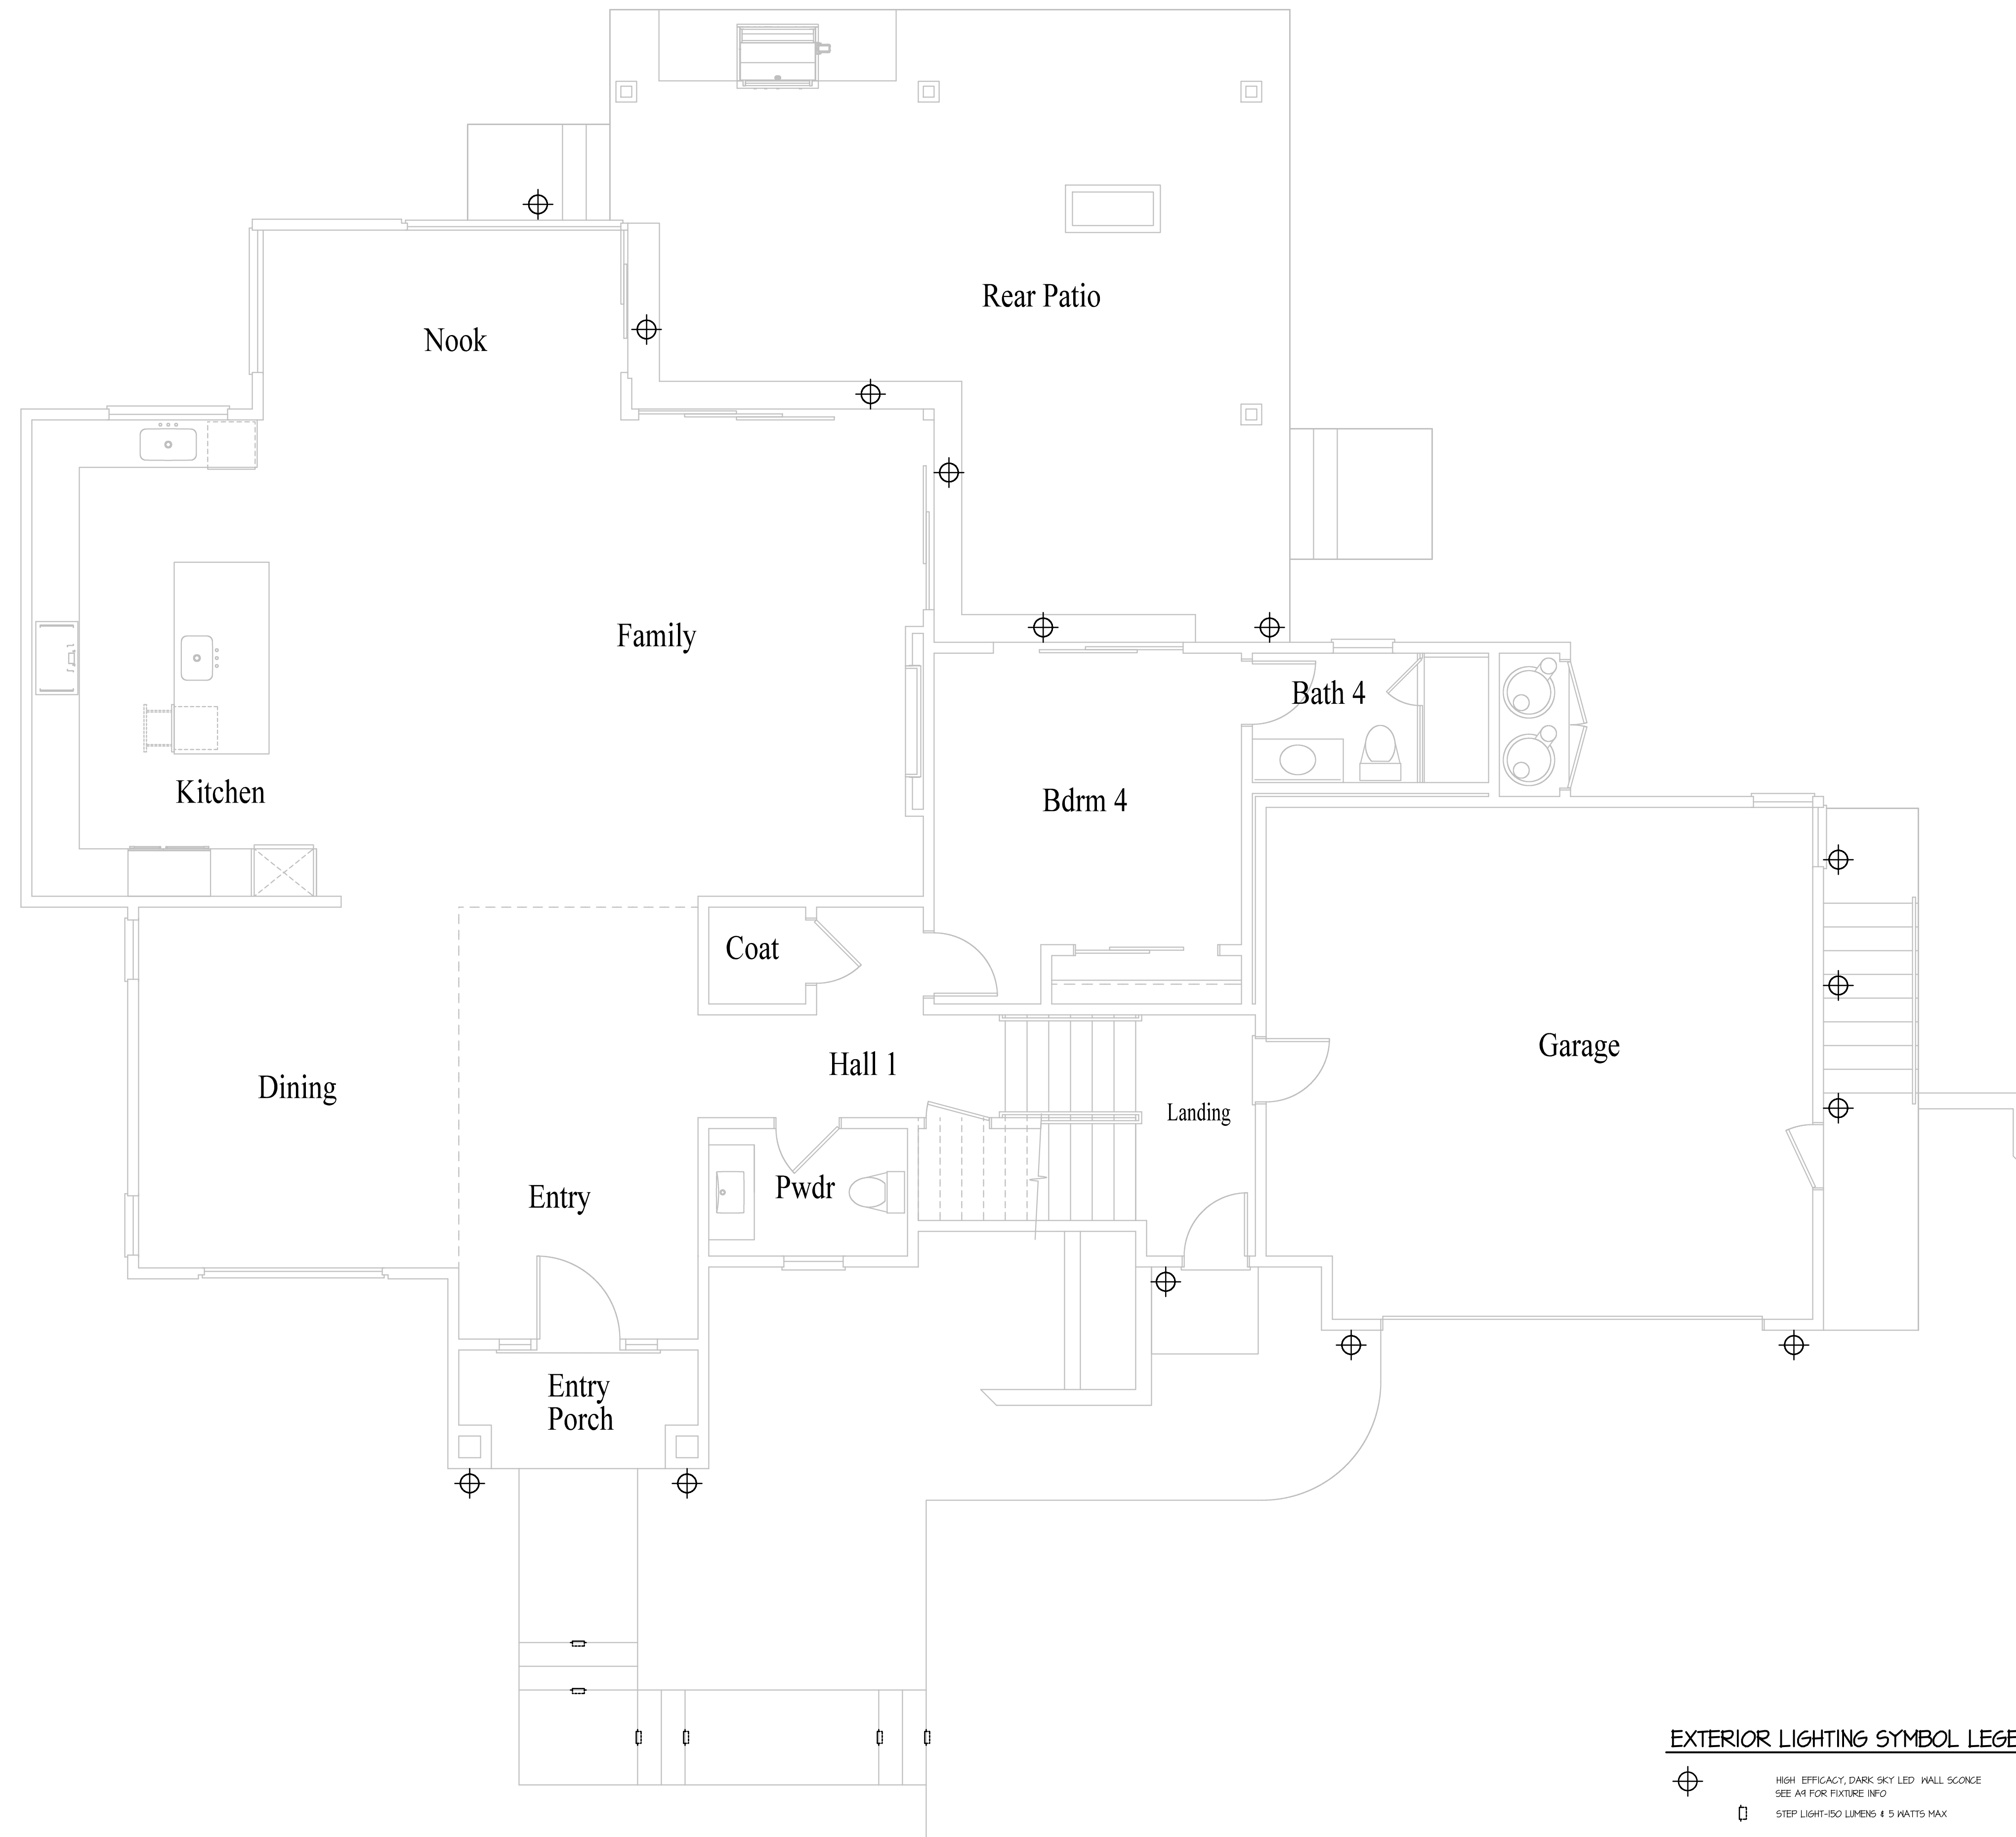 Rear Patio
Nook
Family
Bath 4
Kitchen
Bdrm 4
Coat
Garage
Hall 1
Dining
Landing
Pwdr
Entry
Entry
Porch
EXTERIOR LIGHTING SYMBOL LEGE
HIGH EFFICACY, DARK SKY LED WALL SCONCE
SEE A9 FOR FIXTURE INFO
STEP LIGHT-150 LUMENS & 5 WATTS MAX